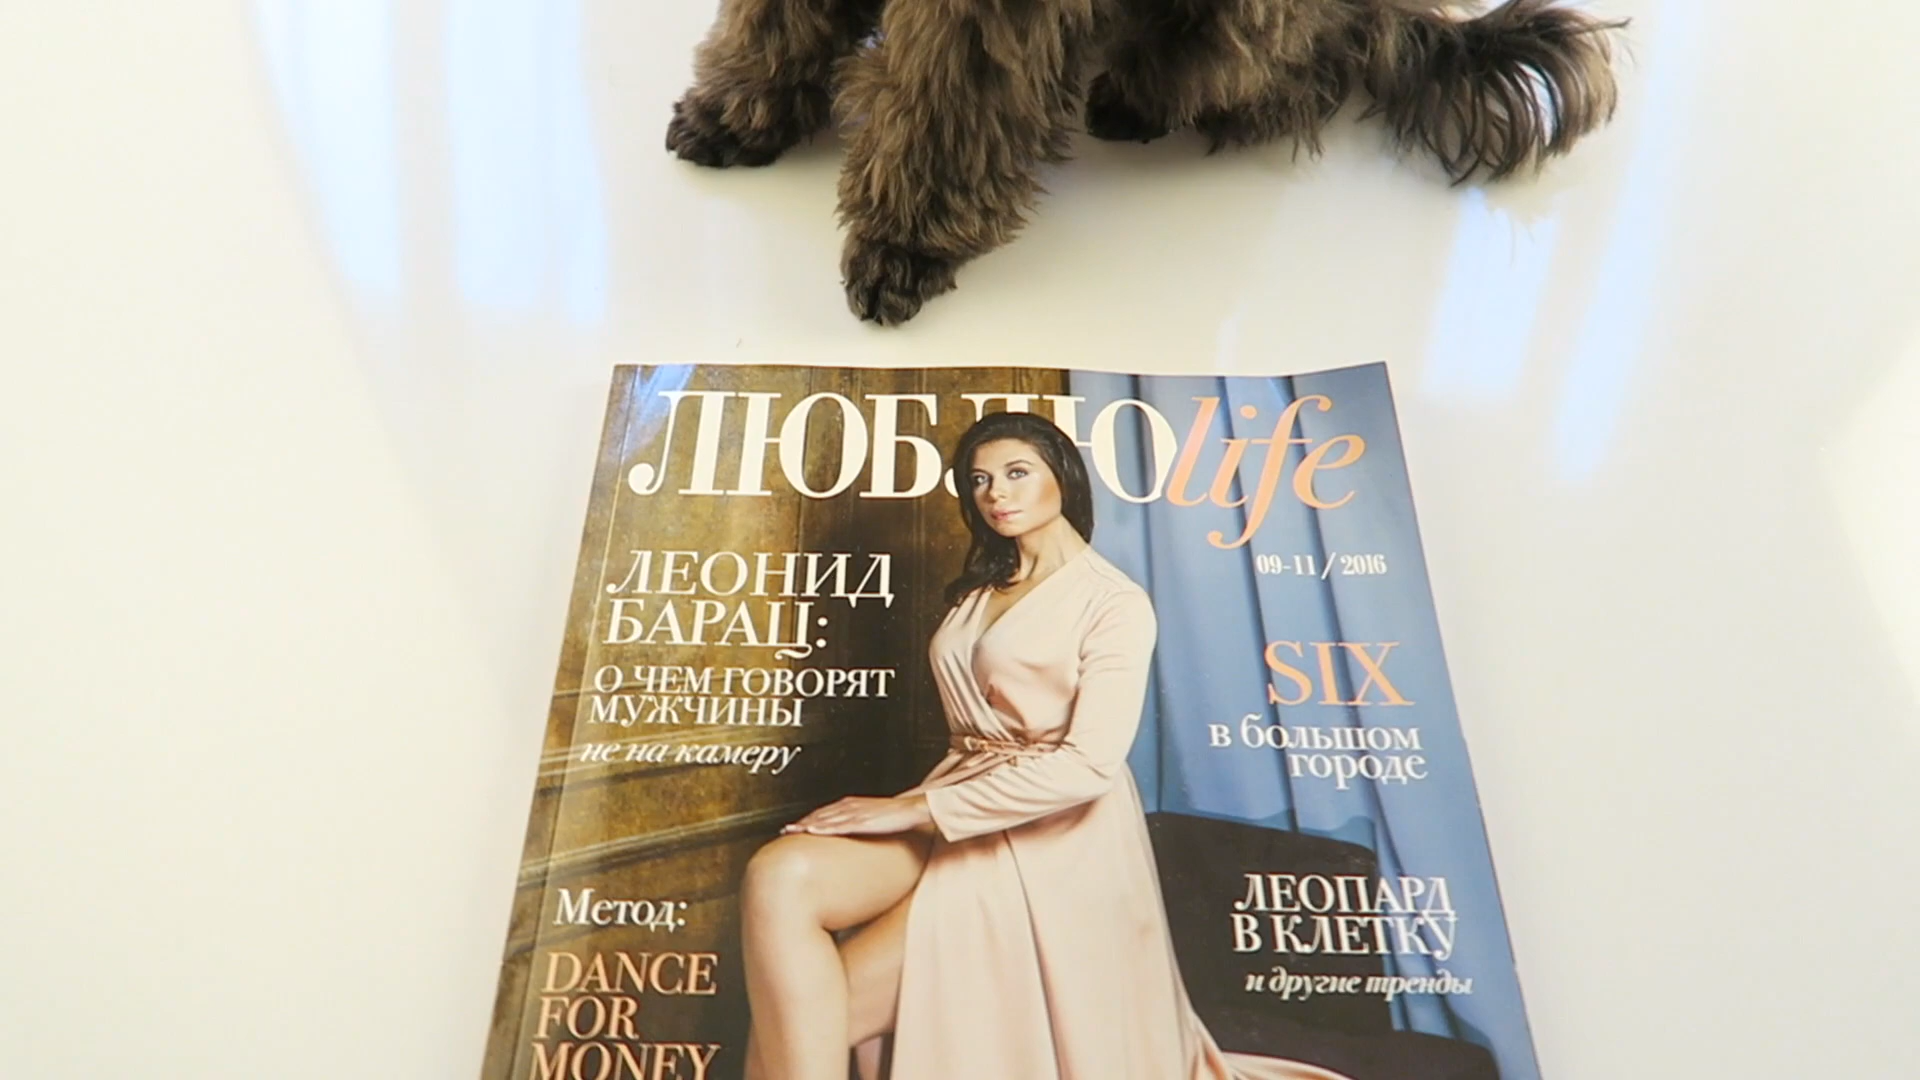 ЛЮБЛЮlife
09-11 / 2016
ЛЕОНИД
БАРАЦ:
О ЧЕМ ГОВОРЯТ
МУЖЧИНЫ
не на камеру
SIX
в большом
городе
Метод:
DANCE
FOR
MONEY
ЛЕОПАРД
В КЛЕТКУ
и другие тренды